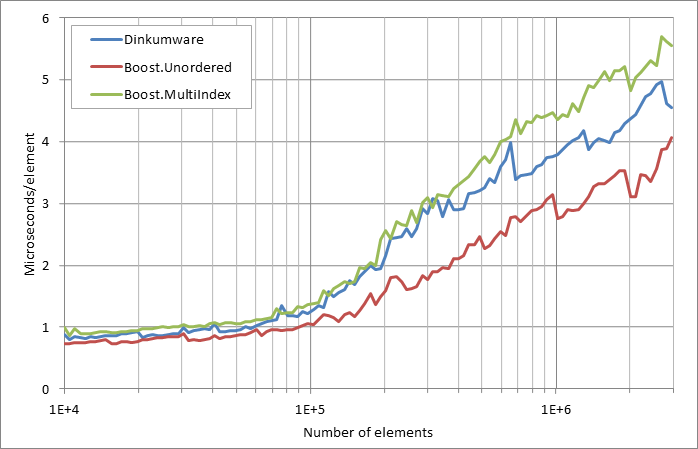 6
5
4
3
2
1
0
Microseconds/element
Dinkumware
Boost.Unordered
Boost.MultiIndex
1E+4 1E+5 1E+6
Number of elements